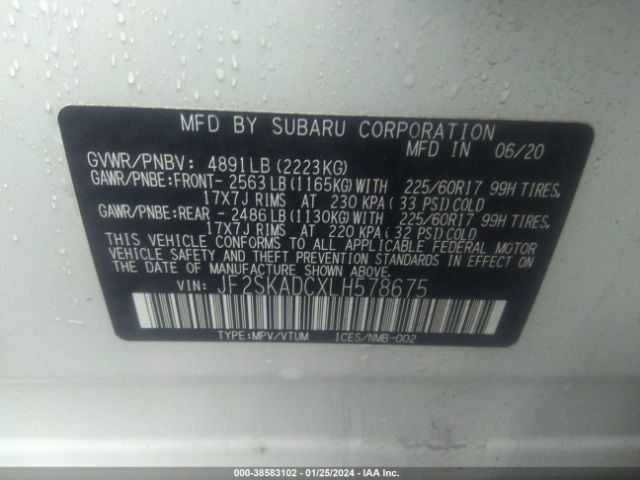 MFD BY SUBARU CORPORATION
MFD IN 06/20
GVWR/PNBV: 4891LB (2223KG)
GAWR/PNBE:FRONT- 2563LB(1165KG)WITH 225/60R17 99H TIRES,
17X7J RIMS AT 230 KPA( 33 PSI)COLD
GAWR/PNBE:REAR - 2486LB(1130KG)WITH 225/60R17 99H TIRES,
17X7J RIMS AT 220 KPA( 32 PSI)COLD
THIS VEHICLE CONFORMS TO ALL APPLICABLE FEDERAL MOTOR
VEHICLE SAFETY AND THEFT PREVENTION STANDARDS IN
EFFECT ON THE DATE OF MANUFACTURE SHOWN ABOVE.
VIN: JF2SKADCXLH578675
TYPE:MPV/VTUM ICES/NMB-002
000-38583102 - 01/25/2024 - IAA Inc.